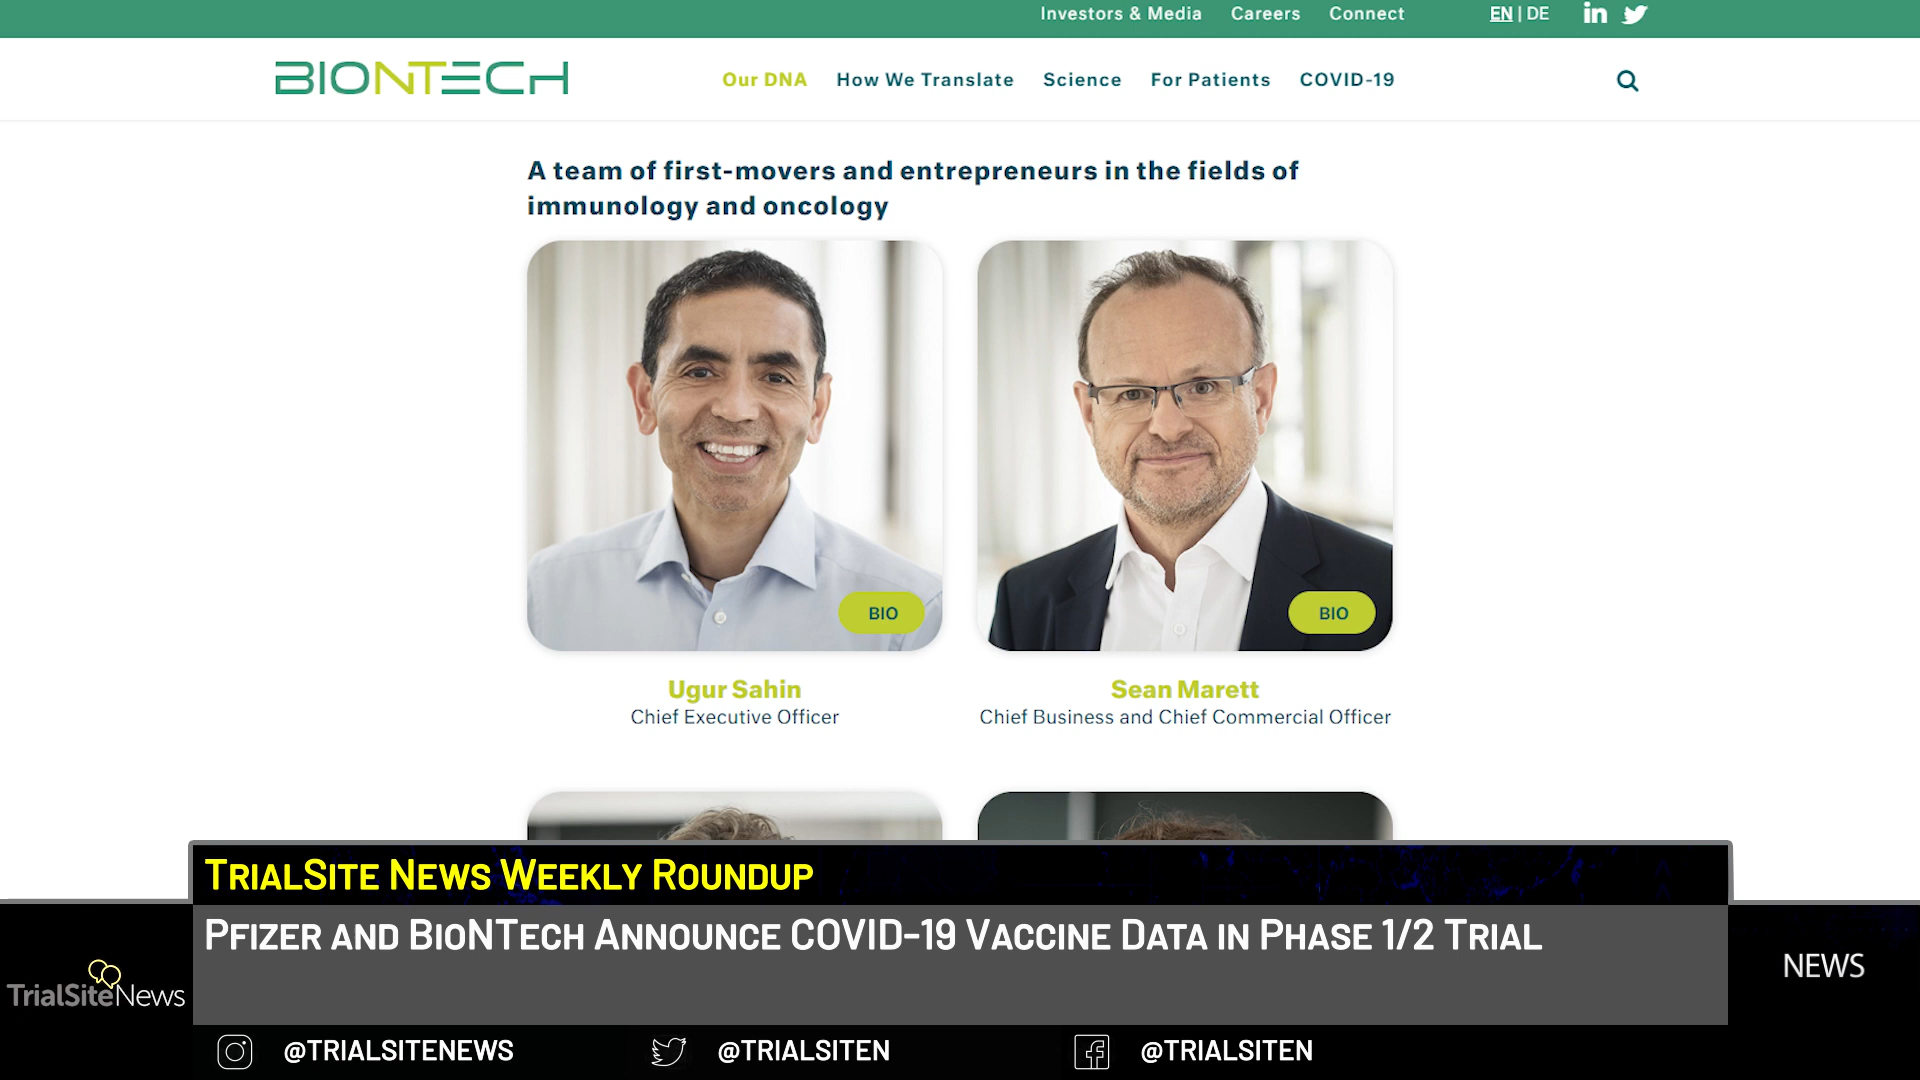 Investors & Media Careers Connect EN | DE in
BIONTECH Our DNA How We Translate Science For Patients COVID-19
A team of first-movers and entrepreneurs in the fields of
immunology and oncology
BIO BIO
Ugur Sahin Sean Marett
Chief Executive Officer Chief Business and Chief Commercial Officer
TrialSite News Weekly Roundup
Pfizer and BioNTech Announce COVID-19 Vaccine Data in Phase 1/2 Trial
TrialSiteNews
NEWS
@TRIALSITENEWS @TRIALSITEN @TRIALSITEN